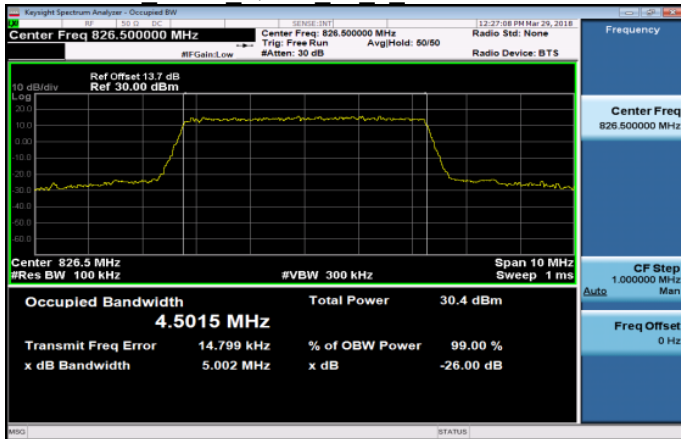 Keysight Spectrum Analyzer - Occupied BW
RF 50 Ω DC SENSE:INT 12:27:08 PM Mar 29, 2018
Center Freq 826.500000 MHz Center Freq: 826.500000 MHz Radio Std: None
Trig: Free Run Avg|Hold: 50/50
#IFGain:Low #Atten: 30 dB Radio Device: BTS
Ref Offset 13.7 dB
10 dB/div Ref 30.00 dBm
Log
20.0
10.0
0.00
-10.0
-20.0
-30.0
-40.0
-50.0
-60.0
Center 826.5 MHz Span 10 MHz
#Res BW 100 kHz #VBW 300 kHz Sweep 1 ms
Occupied Bandwidth Total Power 30.4 dBm
4.5015 MHz
Transmit Freq Error 14.799 kHz % of OBW Power 99.00 %
x dB Bandwidth 5.002 MHz x dB -26.00 dB
MSG STATUS
Frequency
Center Freq
826.500000 MHz
CF Step
1.000000 MHz
Auto Man
Freq Offset
0 Hz